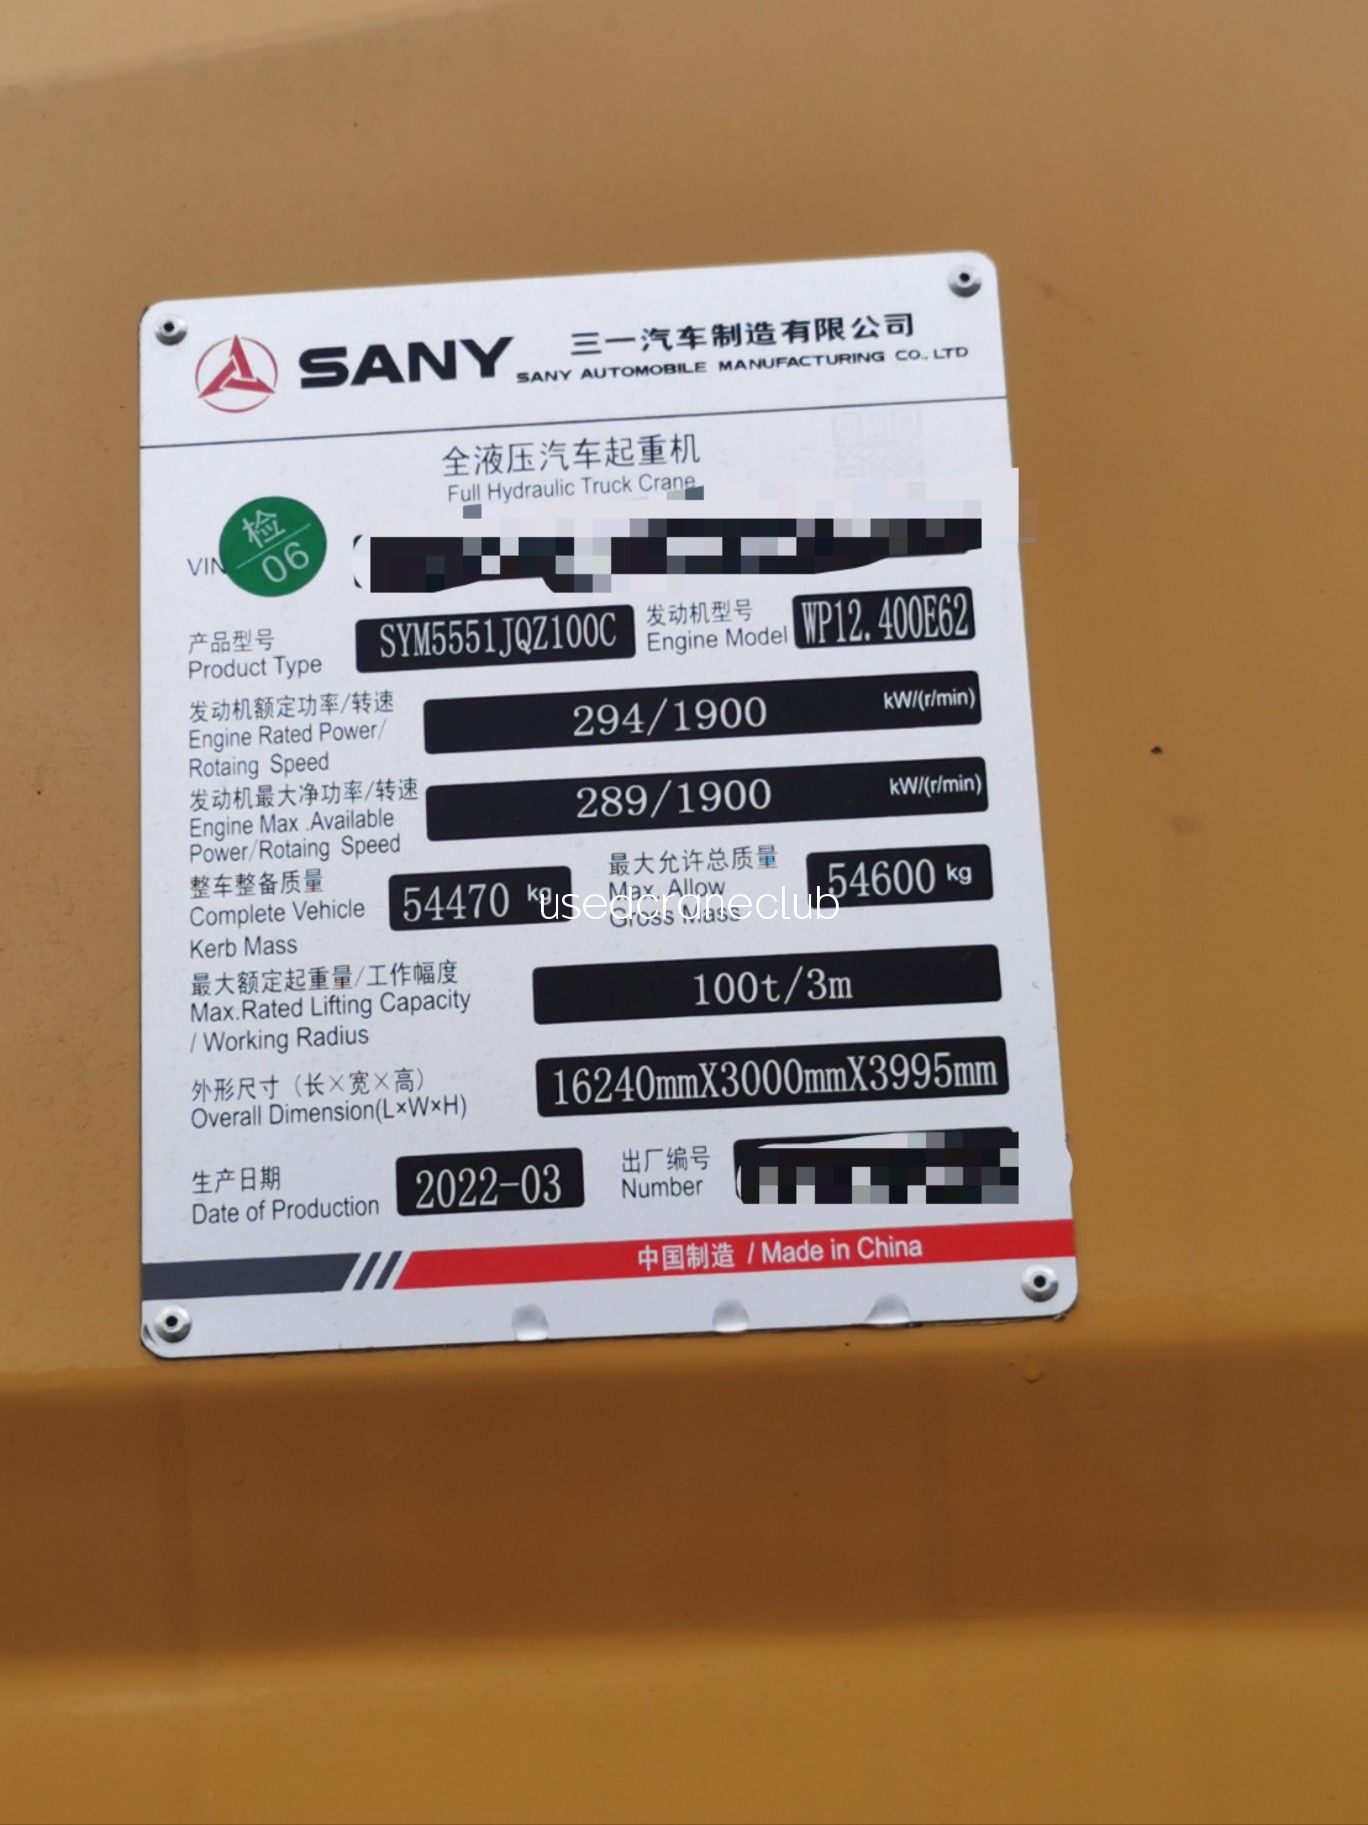 SANY
三一汽车制造有限公司
SANY AUTOMOBILE MANUFACTURING CO., LTD
全液压汽车起重机
Full Hydraulic Truck Crane
检
06
VIN
产品型号
Product Type
SYM5551JQZ100C
发动机型号
Engine Model
WP12.400E62
发动机额定功率/转速
Engine Rated Power/
Rotaing Speed
294/1900
kW/(r/min)
发动机最大净功率/转速
Engine Max .Available
Power/Rotaing Speed
289/1900
kW/(r/min)
整车整备质量
Complete Vehicle
Kerb Mass
54470 kg
最大允许总质量
Max. Allow
Gross Mass
54600 kg
usedcraneclub
最大额定起重量/工作幅度
Max.Rated Lifting Capacity
/ Working Radius
100t/3m
外形尺寸（长×宽×高）
Overall Dimension(L×W×H)
16240mmX3000mmX3995mm
生产日期
Date of Production
2022-03
出厂编号
Number
中国制造 / Made in China